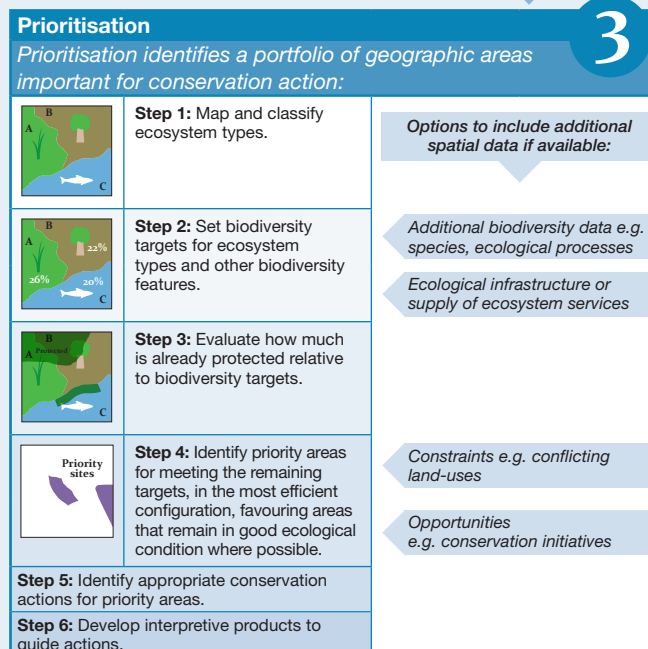 Prioritisation
3
Prioritisation identifies a portfolio of geographic areas
important for conservation action:
B
A
C
Step 1: Map and classify
ecosystem types.
Options to include additional
spatial data if available:
B
A
22%
26%
20%
C
Step 2: Set biodiversity
targets for ecosystem
types and other biodiversity
features.
Additional biodiversity data e.g.
species, ecological processes
Ecological infrastructure or
supply of ecosystem services
B
A Protected
C
Step 3: Evaluate how much
is already protected relative
to biodiversity targets.
Priority
sites
Step 4: Identify priority areas
for meeting the remaining
targets, in the most efficient
configuration, favouring areas
that remain in good ecological
condition where possible.
Constraints e.g. conflicting
land-uses
Opportunities
e.g. conservation initiatives
Step 5: Identify appropriate conservation
actions for priority areas.
Step 6: Develop interpretive products to
guide actions.